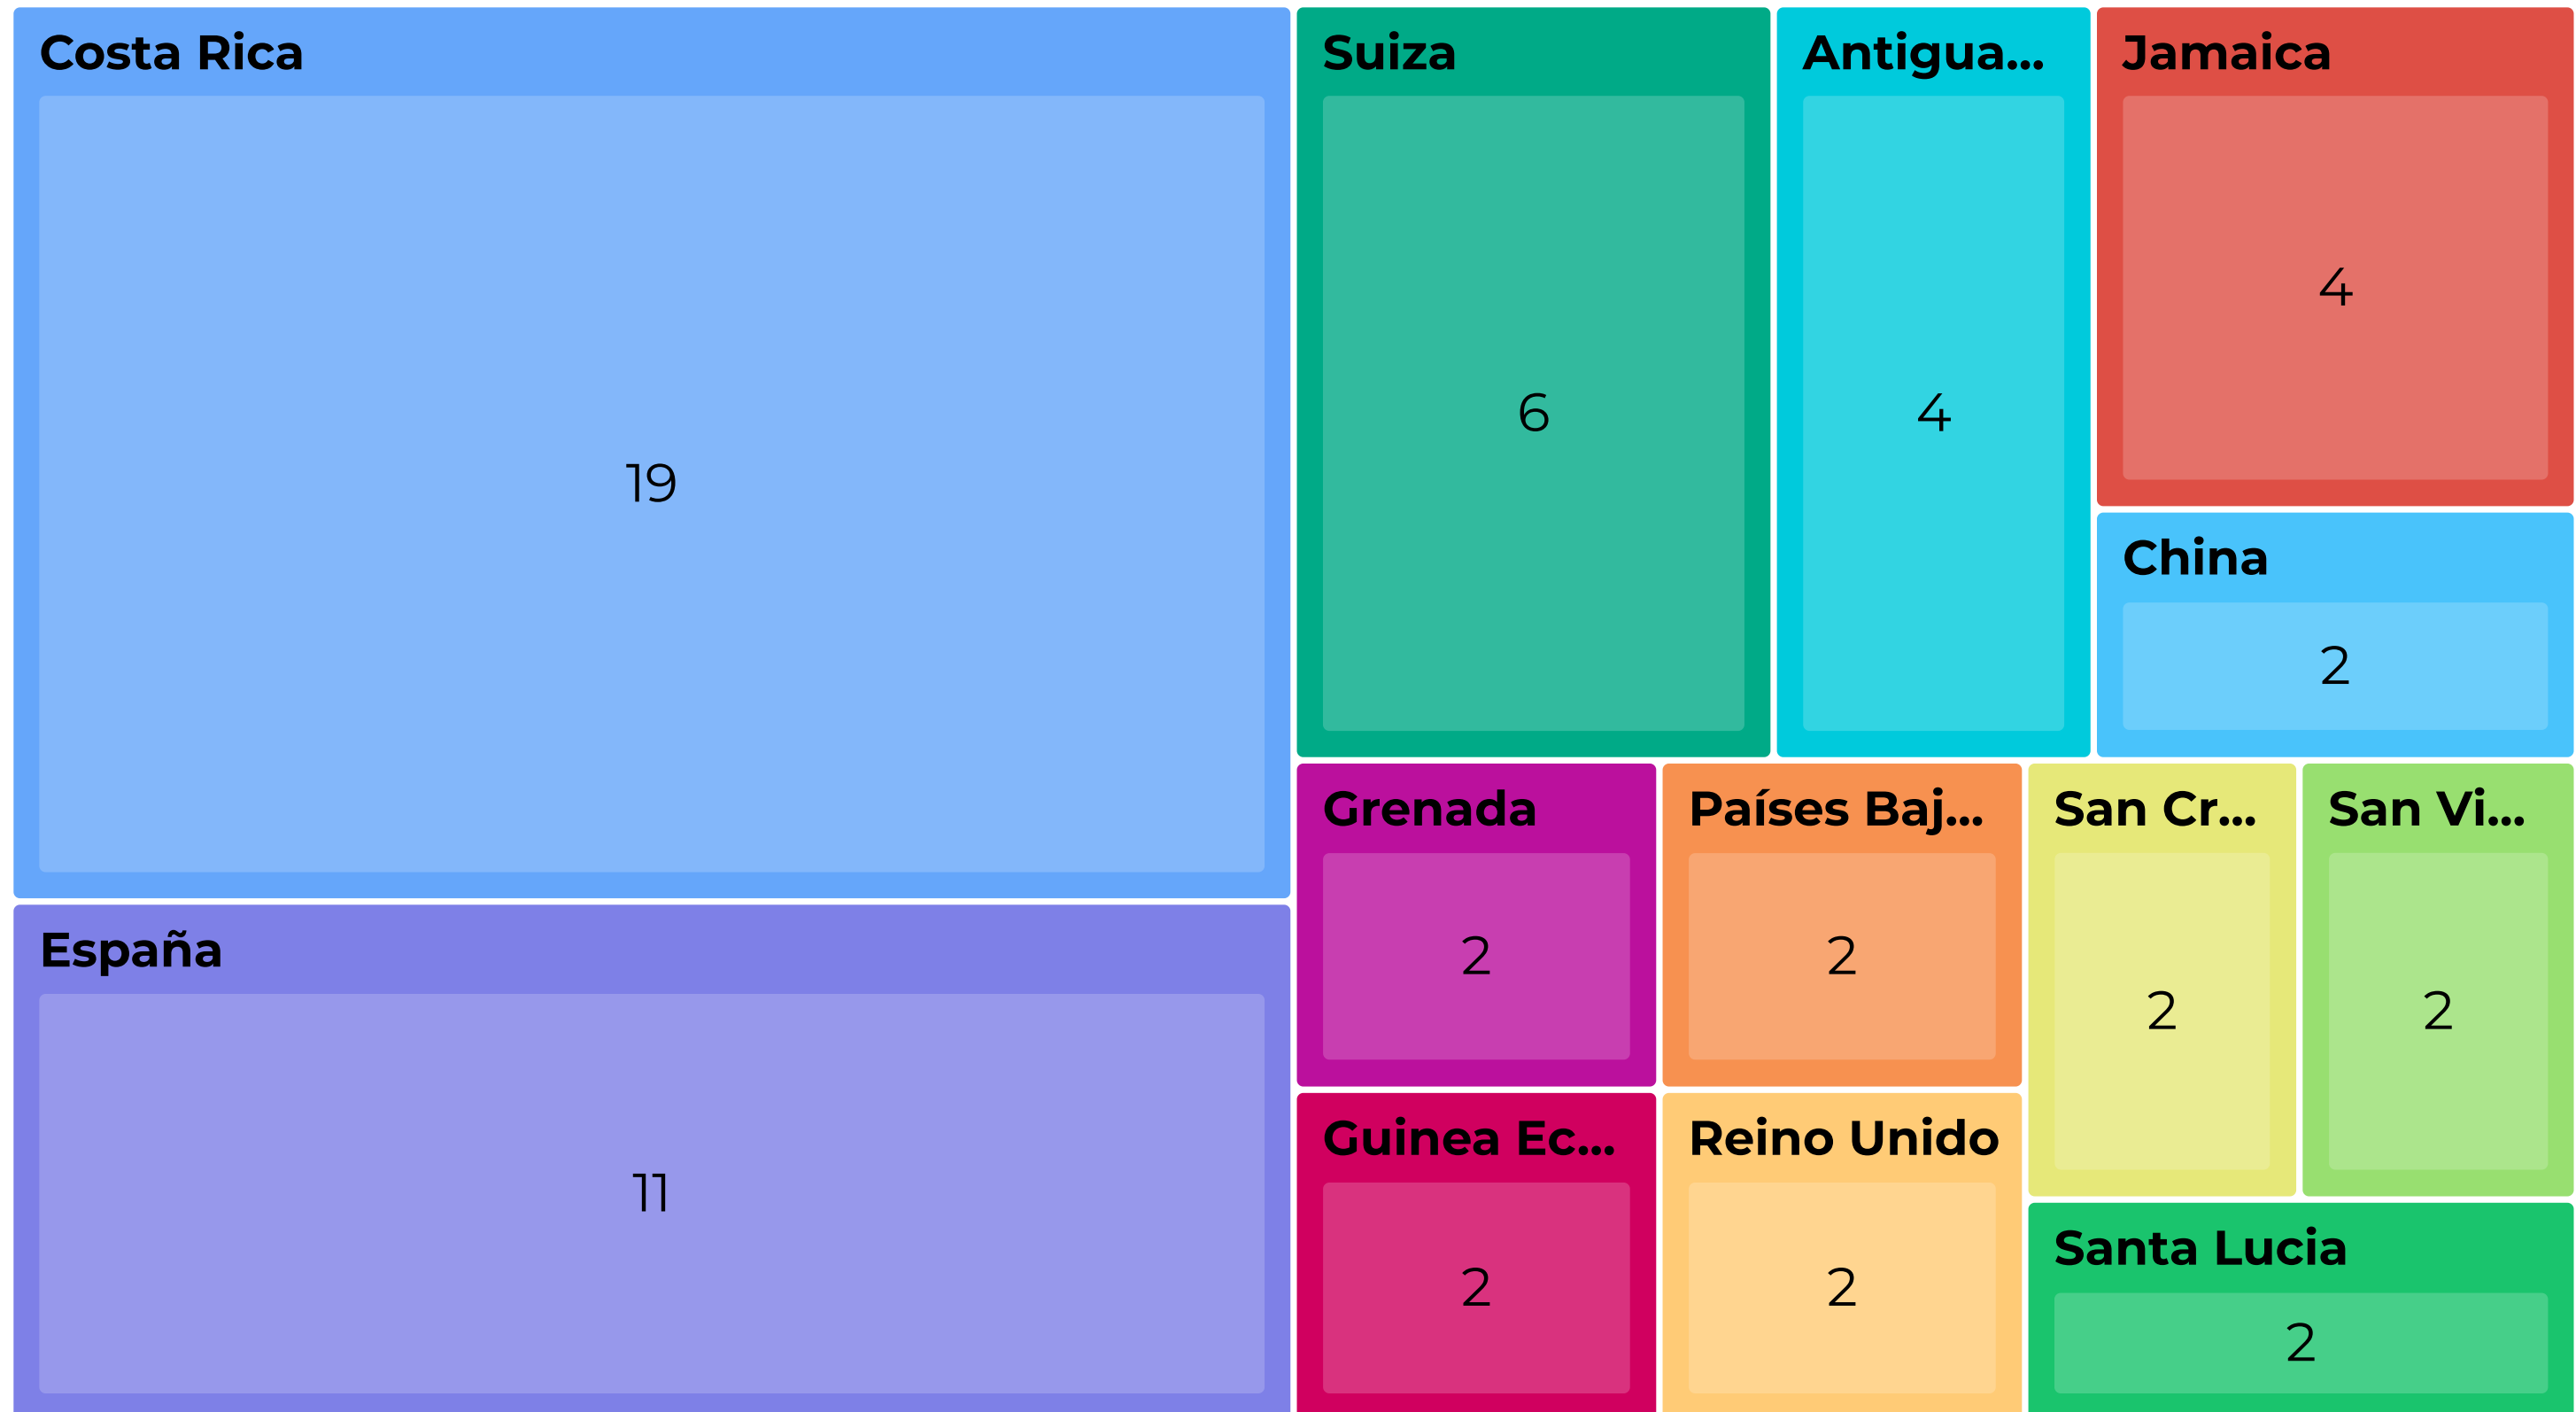 Costa Rica
19
España
11
Suiza
6
Antigua...
4
Jamaica
4
China
2
Grenada
2
Países Baj...
2
San Cr...
2
San Vi...
2
Guinea Ec...
2
Reino Unido
2
Santa Lucia
2